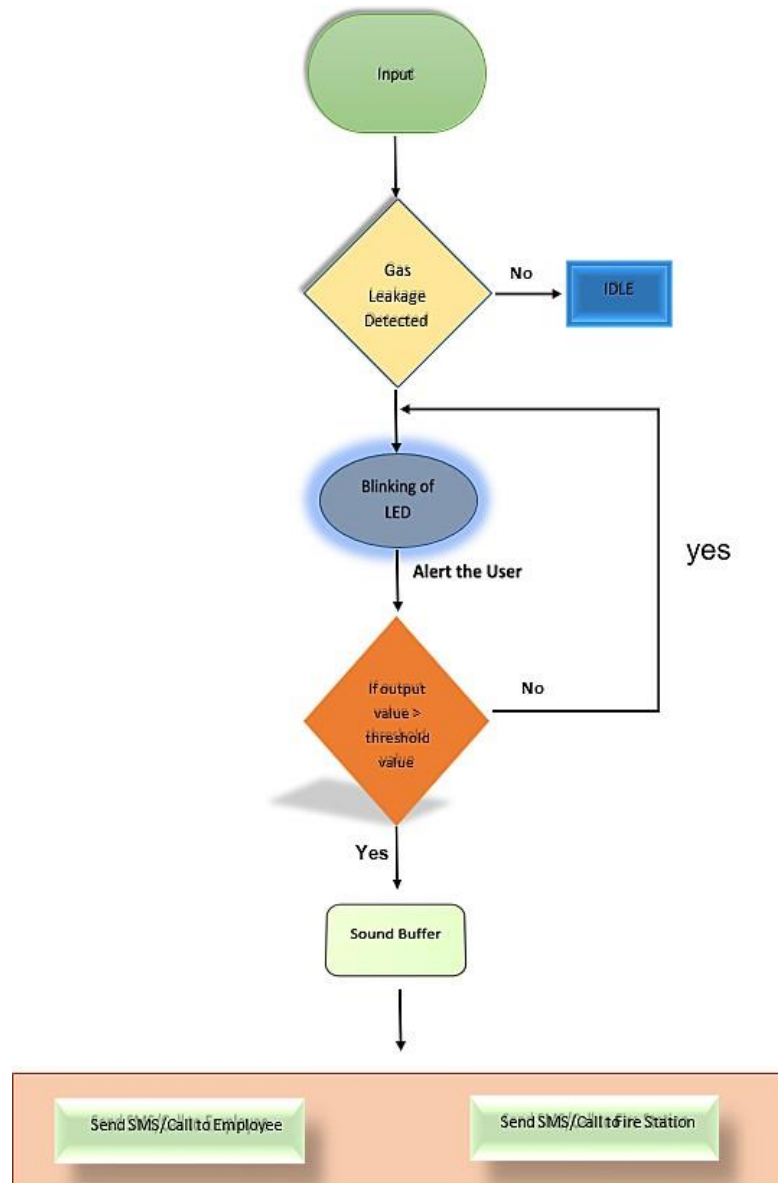 Input
Gas
Leakage
Detected
No
IDLE
Blinking of
LED
yes
Alert the User
If output
value >
threshold
value
No
Yes
Sound Buffer
Send SMS/Call to Employee
Send SMS/Call to Fire Station